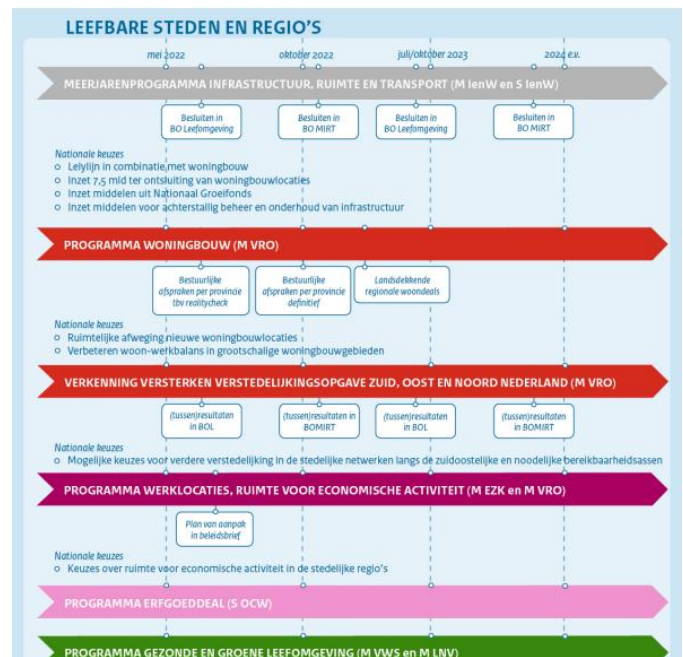 LEEFBARE STEDEN EN REGIO'S
mei 2022 oktober 2022 juli/oktober 2023 2024 e.v.
MEERJARENPROGRAMMA INFRASTRUCTUUR, RUIMTE EN TRANSPORT (M IenW en S IenW)
Besluiten in Besluiten in Besluiten in Besluiten in
BO Leefomgeving BO MIRT BO Leefomgeving BO MIRT
Nationale keuzes
o Lelylijn in combinatie met woningbouw
o Inzet 7,5 mld ter ontsluiting van woningbouwlocaties
o Inzet middelen uit Nationaal Groeifonds
o Inzet middelen voor achterstallig beheer en onderhoud van infrastructuur
PROGRAMMA WONINGBOUW (M VRO)
Bestuurlijke Bestuurlijke Landsdekkende
afspraken per provincie afspraken per provincie regionale woondeals
tbv realitycheck definitief
Nationale keuzes
o Ruimtelijke afweging nieuwe woningbouwlocaties
o Verbeteren woon-werkbalans in grootschalige woningbouwgebieden
VERKENNING VERSTERKEN VERSTEDELIJKINGSOPGAVE ZUID, OOST EN NOORD NEDERLAND (M VRO)
(tussen)resultaten (tussen)resultaten in (tussen)resultaten (tussen)resultaten
in BOL BOMIRT in BOL in BOMIRT
Nationale keuzes
o Mogelijke keuzes voor verdere verstedelijking in de stedelijke netwerken langs de zuidoostelijke en noodelijke bereikbaarheidsassen
PROGRAMMA WERKLOCATIES, RUIMTE VOOR ECONOMISCHE ACTIVITEIT (M EZK en M VRO)
Plan van aanpak
in beleidsbrief
Nationale keuzes
o Keuzes over ruimte voor economische activiteit in de stedelijke regio's
PROGRAMMA ERFGOEDDEAL (S OCW)
PROGRAMMA GEZONDE EN GROENE LEEFOMGEVING (M VWS en M LNV)